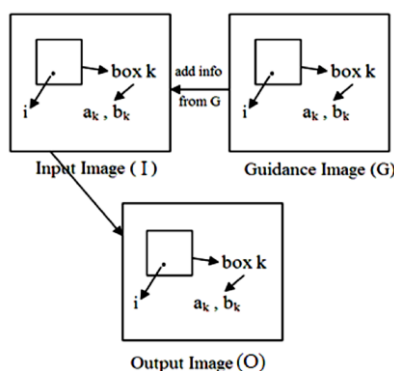 box k
i
a_k , b_k
Input Image ( I )
add info
from G
box k
i
a_k , b_k
Guidance Image (G)
box k
i
a_k , b_k
Output Image (O)